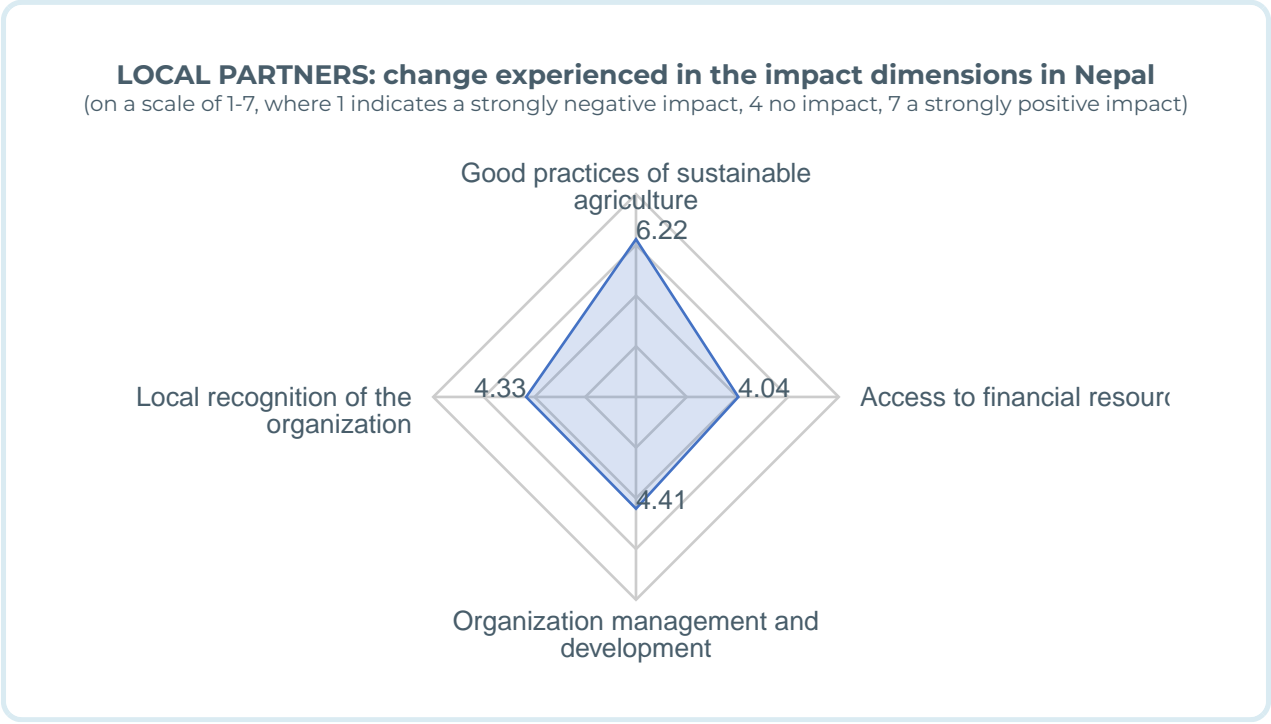 LOCAL PARTNERS: change experienced in the impact dimensions in Nepal
(on a scale of 1-7, where 1 indicates a strongly negative impact, 4 no impact, 7 a strongly positive impact)
Good practices of sustainable
agriculture
6.22
4.33
4.04
Local recognition of the
organization
Access to financial
4.41
Organization management and
development